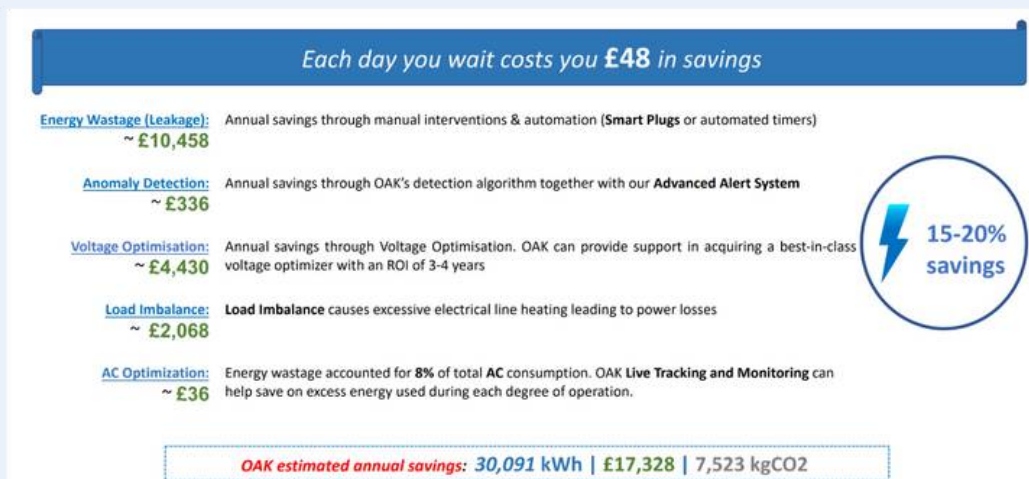 Each day you wait costs you £48 in savings
Energy Wastage (Leakage): Annual savings through manual interventions & automation (Smart Plugs or automated timers)
~ £10,458
Anomaly Detection: Annual savings through OAK's detection algorithm together with our Advanced Alert System
~ £336
Voltage Optimisation: Annual savings through Voltage Optimisation. OAK can provide support in acquiring a best-in-class
~ £4,430 voltage optimizer with an ROI of 3-4 years
15-20%
savings
Load Imbalance: Load Imbalance causes excessive electrical line heating leading to power losses
~ £2,068
AC Optimization: Energy wastage accounted for 8% of total AC consumption. OAK Live Tracking and Monitoring can
~ £36 help save on excess energy used during each degree of operation.
OAK estimated annual savings: 30,091 kWh | £17,328 | 7,523 kgCO2